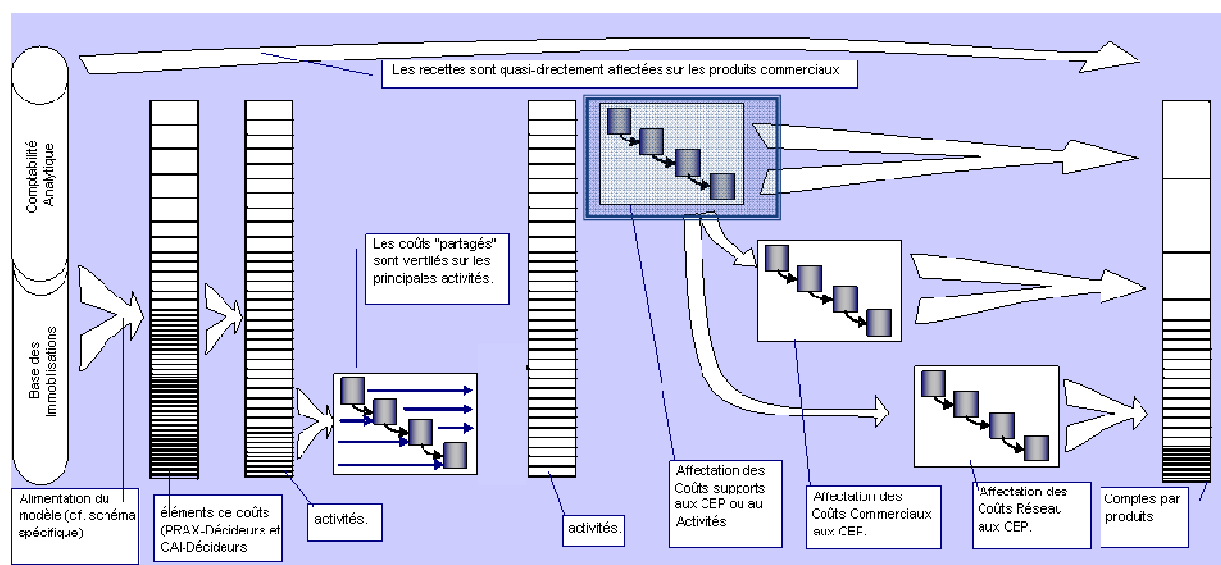 Les recettes sont quasi-directement affectées sur les produits commerciaux
Comptabilité
Analytique
Base des
Immobilisations
Les coûts "partagés"
sont vertilés sur les
principales activités.
Alimentation du
modèle (cf. schéma
spécifique)
éléments ce coûts
(PRAX-Décideurs et
CAI-Décideurs
activités.
activités.
Affectation des
Coûts supports
aux CEP ou au
Activités
Affectation des
Coûts Commerciaux
aux CEP.
Affectation des
Coûts Réseau
aux CEP.
Comptes par
produits